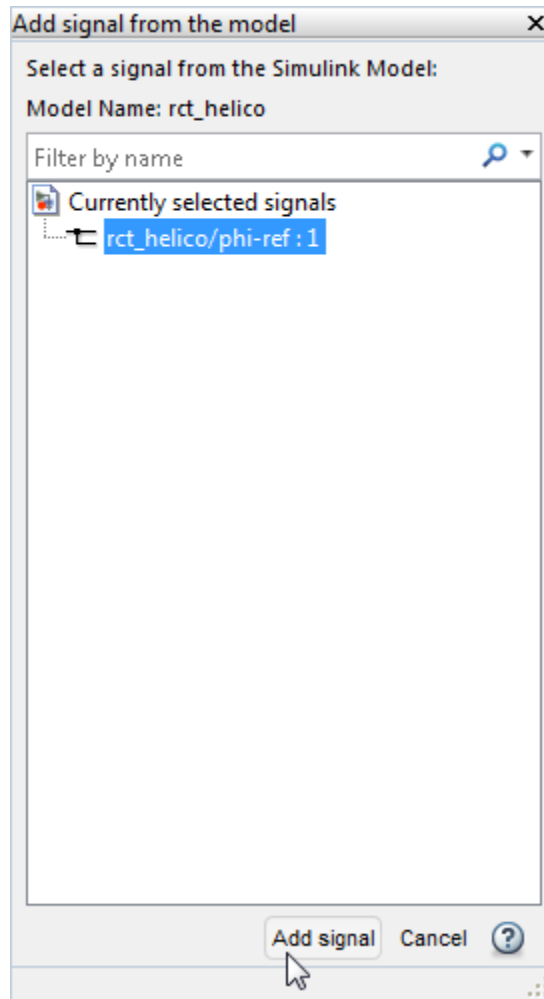 Add signal from the model
Select a signal from the Simulink Model:
Model Name: rct_helico
Filter by name
Currently selected signals
rct_helico/phi-ref : 1
Add signal Cancel ?